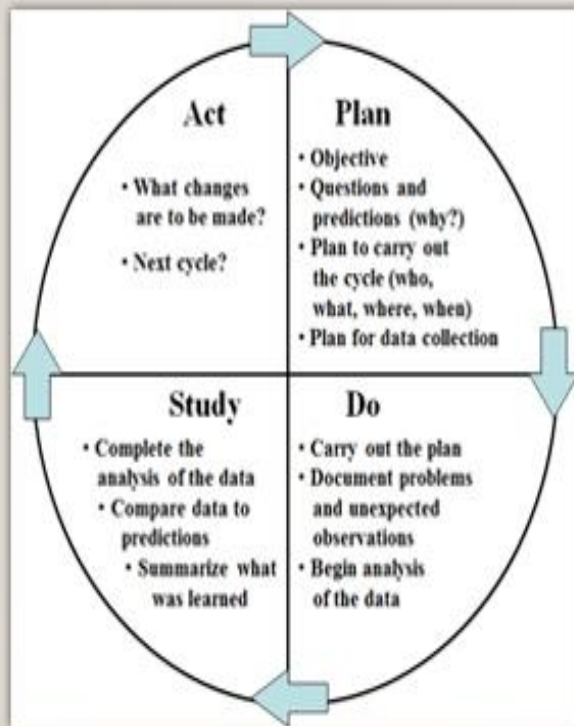 Act
• What changes
are to be made?
• Next cycle?
Plan
• Objective
• Questions and
predictions (why?)
• Plan to carry out
the cycle (who,
what, where, when)
• Plan for data collection
Study
• Complete the
analysis of the data
• Compare data to
predictions
• Summarize what
was learned
Do
• Carry out the plan
• Document problems
and unexpected
observations
• Begin analysis
of the data